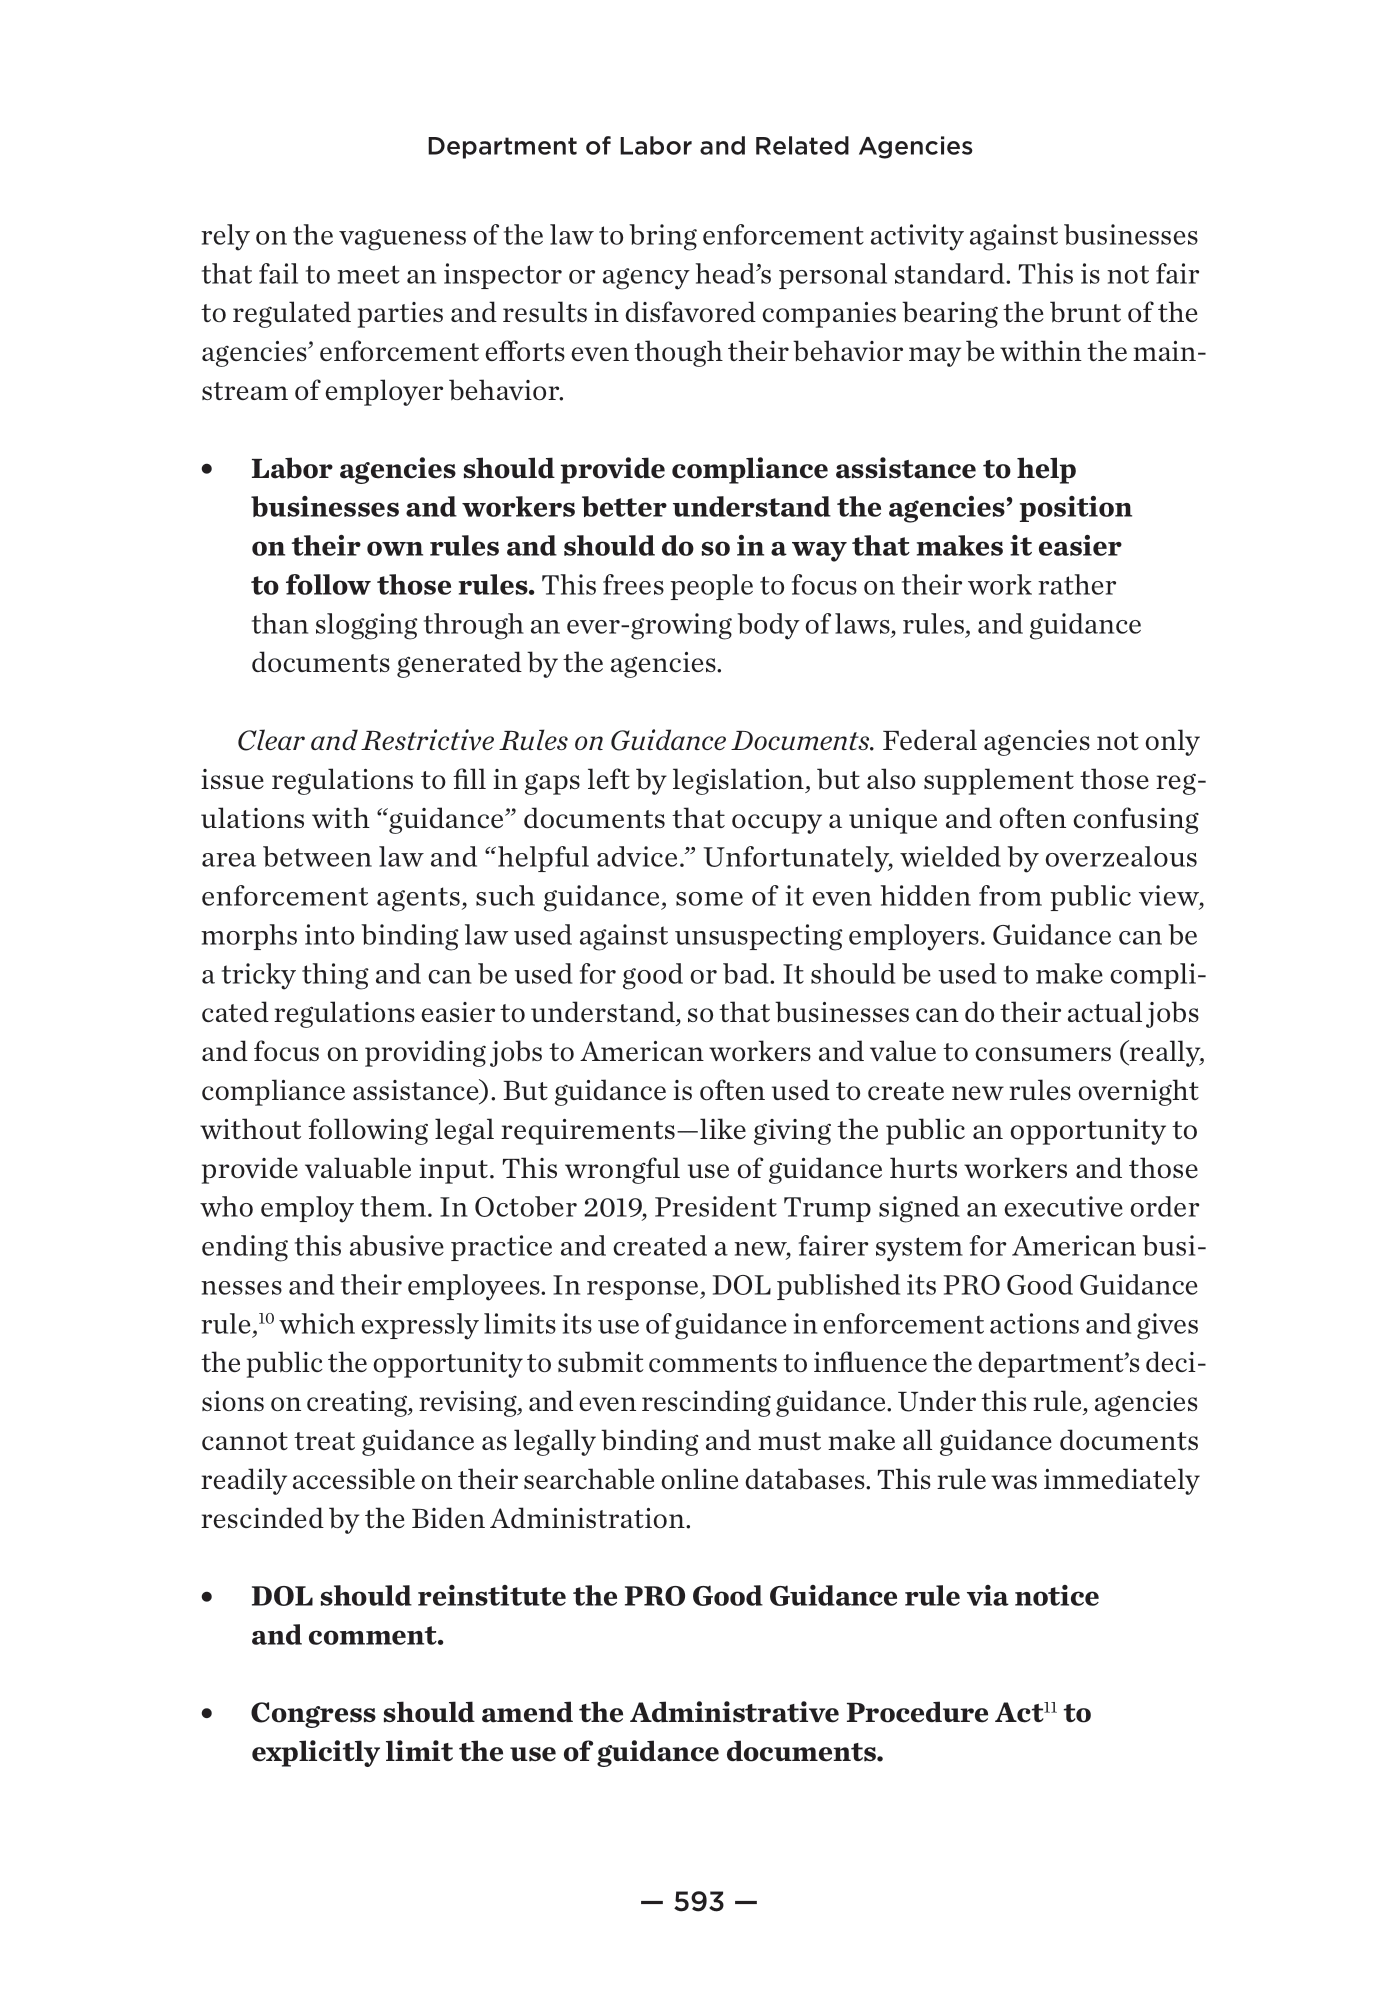 Department of Labor and Related Agencies
rely on the vagueness of the law to bring enforcement activity against businesses
that fail to meet an inspector or agency head’s personal standard. This is not fair
to regulated parties and results in disfavored companies bearing the brunt of the
agencies’ enforcement efforts even though their behavior may be within the main-
stream of employer behavior.
• Labor agencies should provide compliance assistance to help
businesses and workers better understand the agencies’ position
on their own rules and should do so in a way that makes it easier
to follow those rules. This frees people to focus on their work rather
than slogging through an ever-growing body of laws, rules, and guidance
documents generated by the agencies.
Clear and Restrictive Rules on Guidance Documents. Federal agencies not only
issue regulations to fill in gaps left by legislation, but also supplement those reg-
ulations with “guidance” documents that occupy a unique and often confusing
area between law and “helpful advice.” Unfortunately, wielded by overzealous
enforcement agents, such guidance, some of it even hidden from public view,
morphs into binding law used against unsuspecting employers. Guidance can be
a tricky thing and can be used for good or bad. It should be used to make compli-
cated regulations easier to understand, so that businesses can do their actual jobs
and focus on providing jobs to American workers and value to consumers (really,
compliance assistance). But guidance is often used to create new rules overnight
without following legal requirements—like giving the public an opportunity to
provide valuable input. This wrongful use of guidance hurts workers and those
who employ them. In October 2019, President Trump signed an executive order
ending this abusive practice and created a new, fairer system for American busi-
nesses and their employees. In response, DOL published its PRO Good Guidance
rule,¹⁰ which expressly limits its use of guidance in enforcement actions and gives
the public the opportunity to submit comments to influence the department’s deci-
sions on creating, revising, and even rescinding guidance. Under this rule, agencies
cannot treat guidance as legally binding and must make all guidance documents
readily accessible on their searchable online databases. This rule was immediately
rescinded by the Biden Administration.
• DOL should reinstitute the PRO Good Guidance rule via notice
and comment.
• Congress should amend the Administrative Procedure Act¹¹ to
explicitly limit the use of guidance documents.
— 593 —